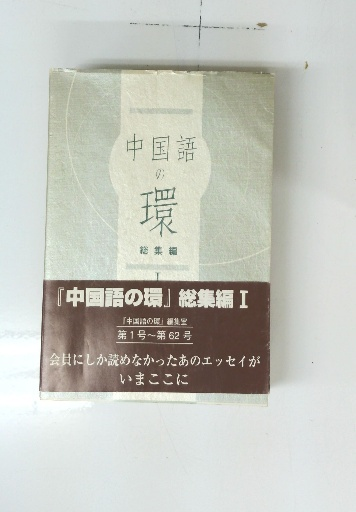 中国語
の
環
総集編
I
『中国語の環』総集編 I
『中国語の環』編集室
第1号～第62号
会員にしか読めなかったあのエッセイが
いまここに